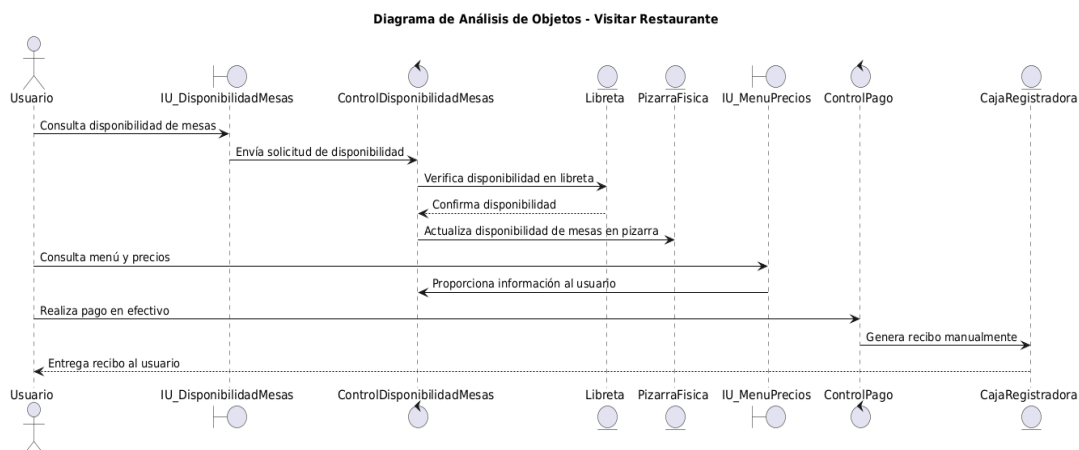 Diagrama de Análisis de Objetos - Visitar Restaurante
Usuario IU_DisponibilidadMesas ControlDisponibilidadMesas Libreta PizarraFisica IU_MenuPrecios ControlPago CajaRegistradora
Consulta disponibilidad de mesas
Envía solicitud de disponibilidad
Verifica disponibilidad en libreta
Confirma disponibilidad
Actualiza disponibilidad de mesas en pizarra
Consulta menú y precios
Proporciona información al usuario
Realiza pago en efectivo
Genera recibo manualmente
Entrega recibo al usuario
Usuario IU_DisponibilidadMesas ControlDisponibilidadMesas Libreta PizarraFisica IU_MenuPrecios ControlPago CajaRegistradora